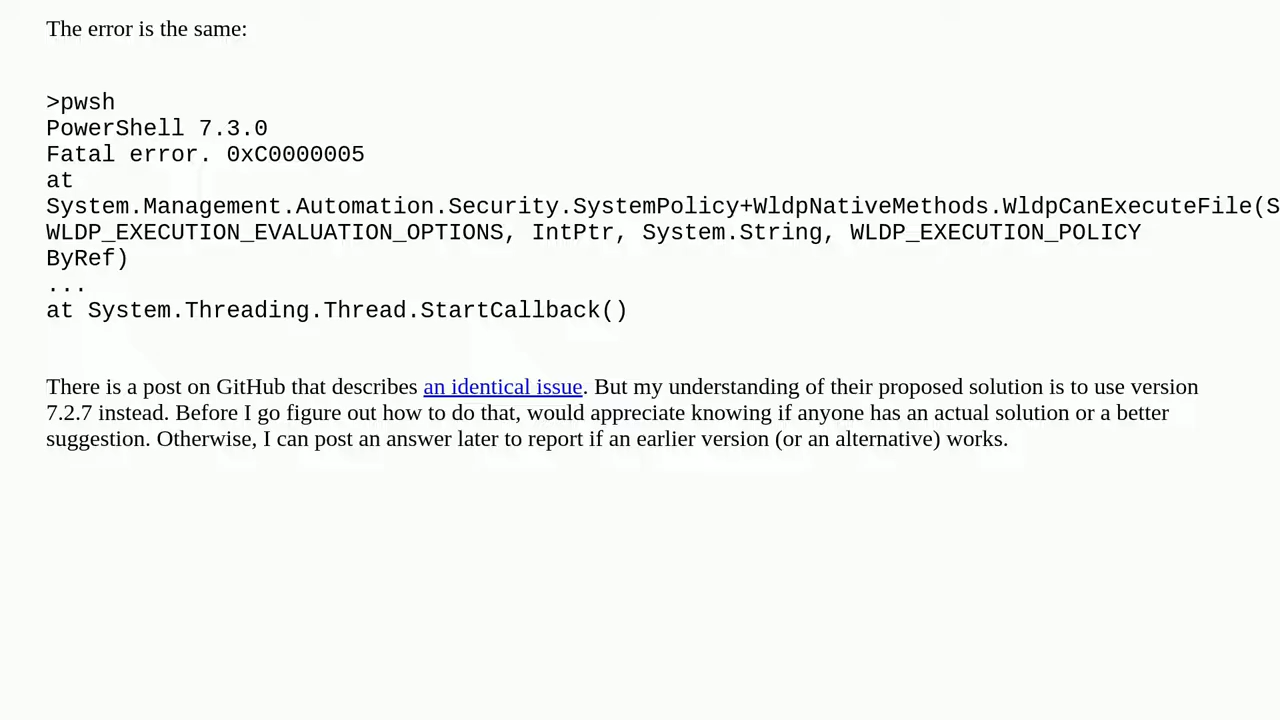 The error is the same:
>pwsh
PowerShell 7.3.0
Fatal error. 0xC0000005
at
System.Management.Automation.Security.SystemPolicy+WldpNativeMethods.WldpCanExecuteFile(S
WLDP_EXECUTION_EVALUATION_OPTIONS, IntPtr, System.String, WLDP_EXECUTION_POLICY
ByRef)
...
at System.Threading.Thread.StartCallback()
There is a post on GitHub that describes an identical issue. But my understanding of their proposed solution is to use version
7.2.7 instead. Before I go figure out how to do that, would appreciate knowing if anyone has an actual solution or a better
suggestion. Otherwise, I can post an answer later to report if an earlier version (or an alternative) works.